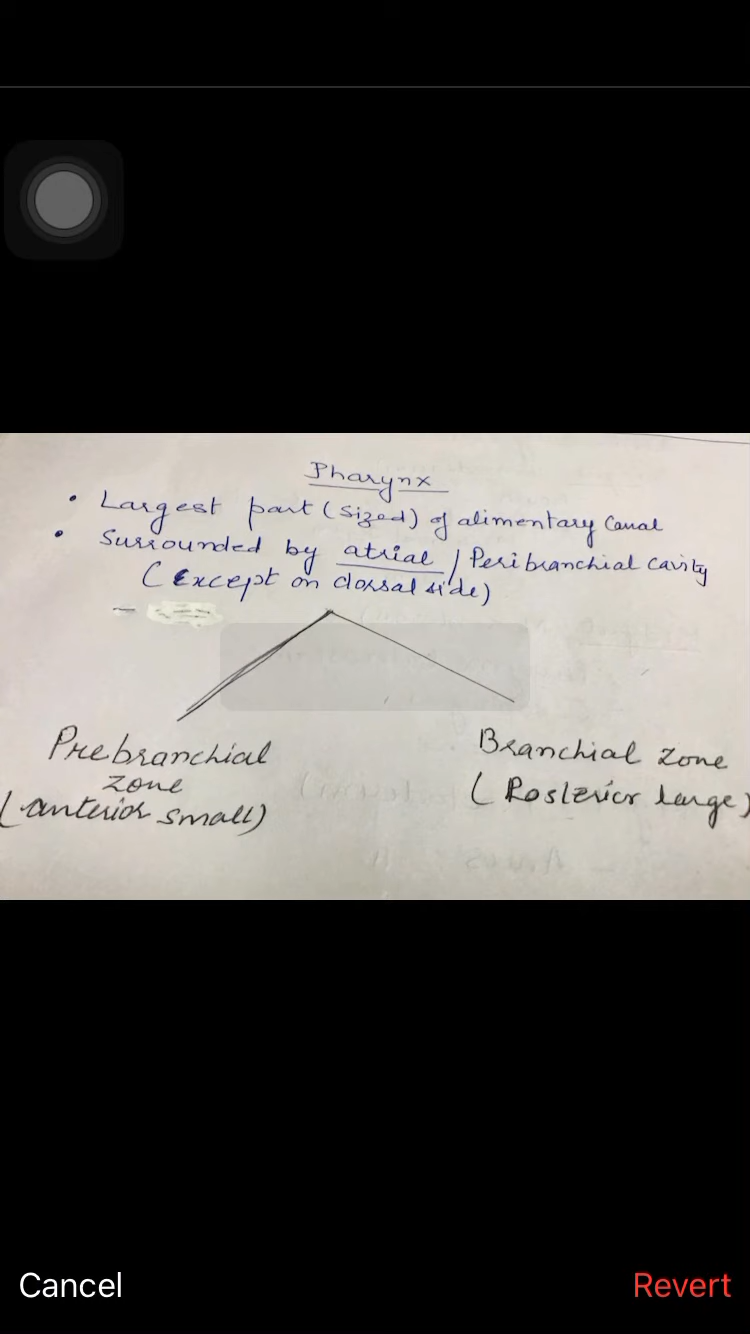 Pharynx
• Largest part (Sized) of alimentary Canal
• Surrounded by atrial / Peribranchial cavity
(Except on dorsal side)
Prebranchial
zone
(anterior small)
Branchial zone
(Posterior large)
Cancel
Revert